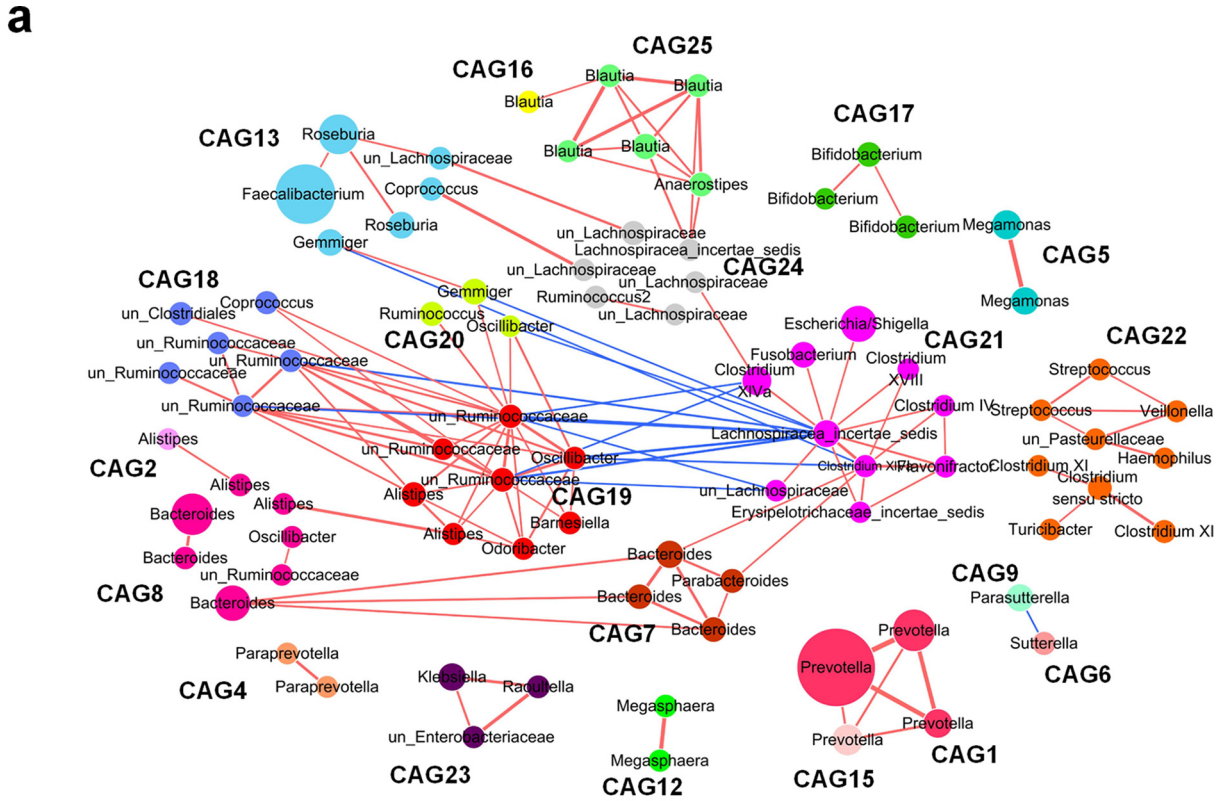 a
CAG25
CAG16
Blautia
Blautia
Blautia
CAG17
CAG13
Roseburia
un_Lachnospiraceae
Blautia
Blautia
Bifidobacterium
Faecalibacterium
Coprococcus
Anaerostipes
Bifidobacterium
Roseburia
Bifidobacterium
Megamonas
Gemmiger
un_Lachnospiraceae
Lachnospiracea_incertae_sedis
CAG5
CAG24
un_Lachnospiraceae
CAG18
un_Lachnospiraceae
Gemmiger
Ruminococcus2
Coprococcus
Megamonas
un_Clostridiales
Ruminococcus
un_Lachnospiraceae
Oscillibacter
Escherichia/Shigella
CAG20
CAG21
CAG22
un_Ruminococcaceae
un_Ruminococcaceae
Fusobacterium
Clostridium
XVIII
Streptococcus
un_Ruminococcaceae
Clostridium
XIVa
un_Ruminococcaceae
Clostridium IV
Streptococcus
Veillonella
un_Ruminococcaceae
Lachnospiracea_incertae_sedis
Alistipes
un_Pasteurellaceae
CAG2
un_Ruminococcaceae
Oscillibacter
Clostridium XIVa
Flavonifractor
Clostridium XI
Haemophilus
Alistipes
un_Ruminococcaceae
Clostridium
sensu stricto
Alistipes
Alistipes
CAG19
un_Lachnospiraceae
Bacteroides
Erysipelotrichaceae_incertae_sedis
Barnesiella
Turicibacter
Clostridium XI
Oscillibacter
Alistipes
Odoribacter
Bacteroides
Bacteroides
un_Ruminococcaceae
Parabacteroides
CAG9
CAG8
Bacteroides
Bacteroides
Parasutterella
CAG7
Bacteroides
Prevotella
Sutterella
Paraprevotella
Prevotella
CAG6
CAG4
Paraprevotella
Klebsiella
Raoultella
Megasphaera
Prevotella
un_Enterobacteriaceae
Prevotella
Megasphaera
CAG1
CAG23
CAG12
CAG15